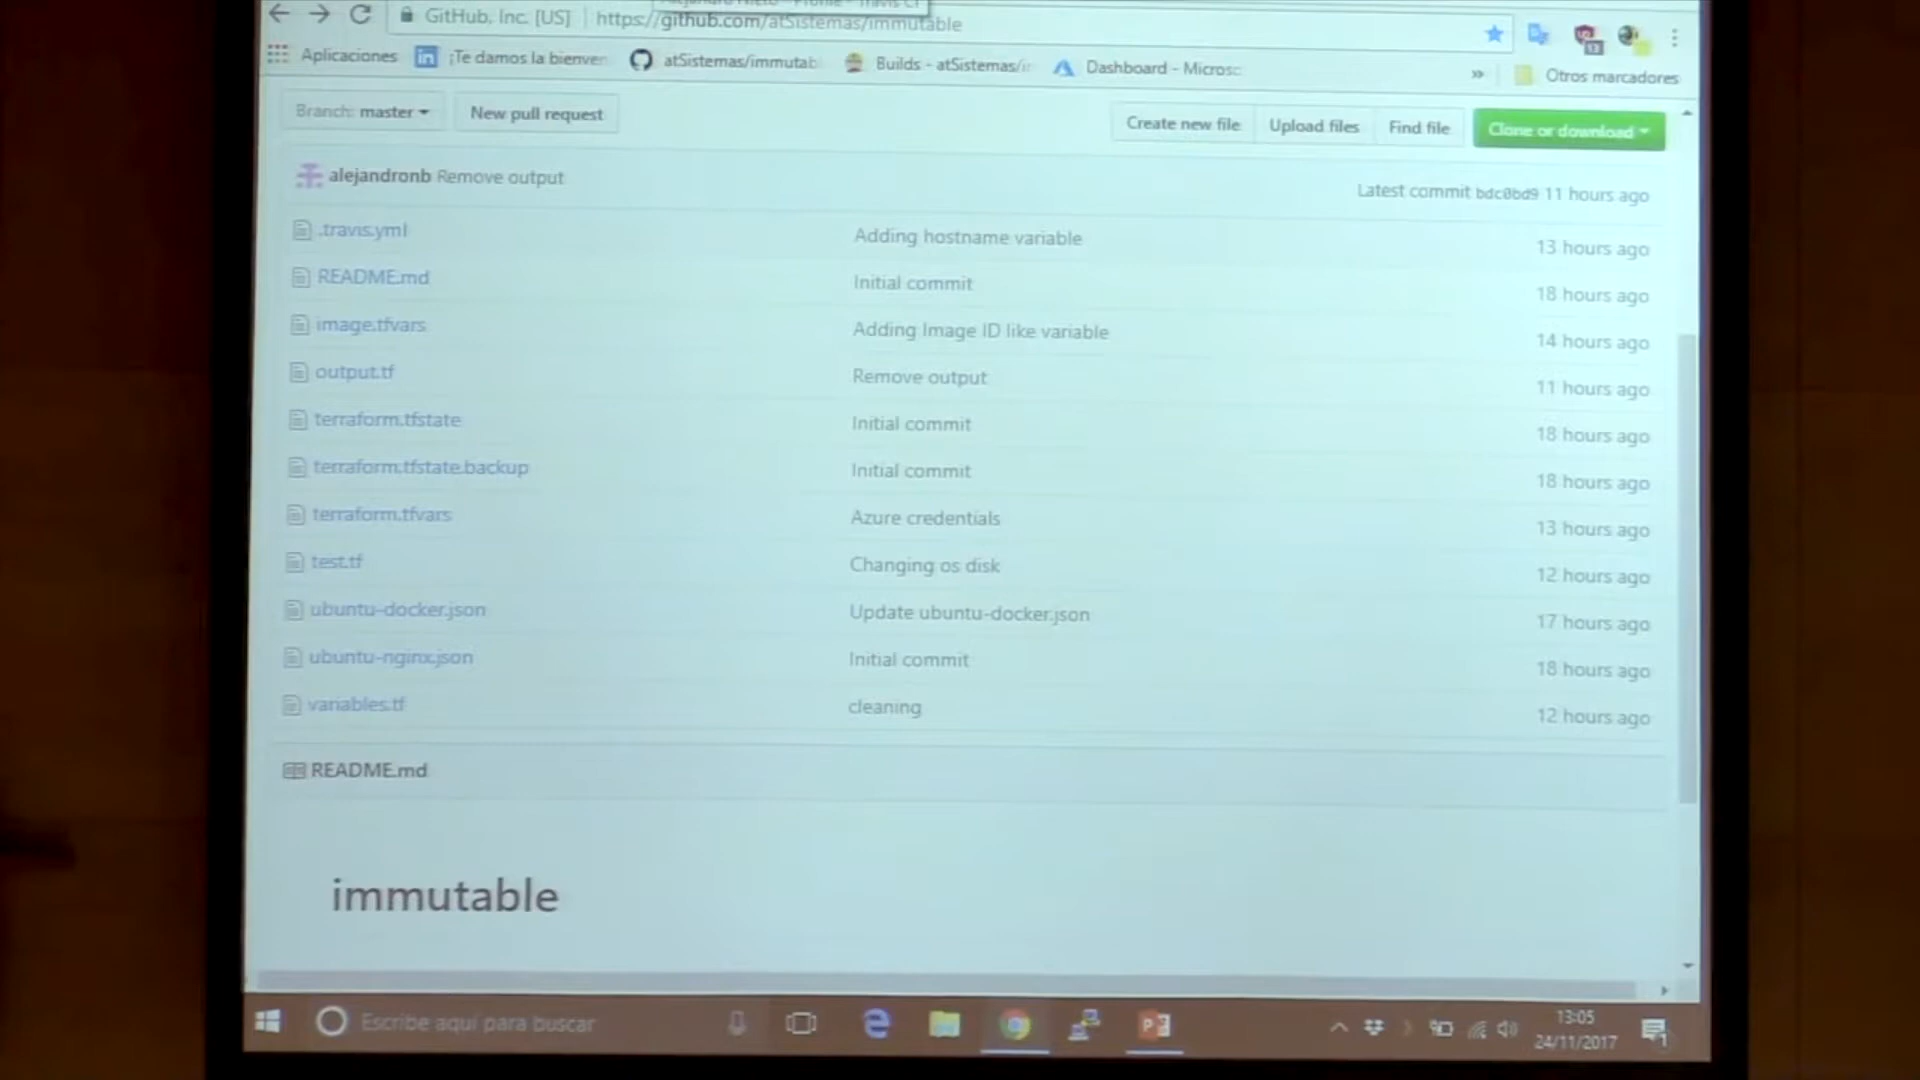 GitHub, Inc. [US] https://github.com/atSistemas/immutable
Aplicaciones ¡Te damos la bienver atSistemas/immutab Builds - atSistemas/i Dashboard - Microsc » Otros marcadores
Branch: master New pull request Create new file Upload files Find file Clone or download
alejandronb Remove output Latest commit bdc0bd9 11 hours ago
.travis.yml Adding hostname variable 13 hours ago
README.md Initial commit 18 hours ago
image.tfvars Adding Image ID like variable 14 hours ago
output.tf Remove output 11 hours ago
terraform.tfstate Initial commit 18 hours ago
terraform.tfstate.backup Initial commit 18 hours ago
terraform.tfvars Azure credentials 13 hours ago
test.tf Changing os disk 12 hours ago
ubuntu-docker.json Update ubuntu-docker.json 17 hours ago
ubuntu-nginx.json Initial commit 18 hours ago
variables.tf cleaning 12 hours ago
README.md
immutable
Escribe aquí para buscar
13:05
24/11/2017